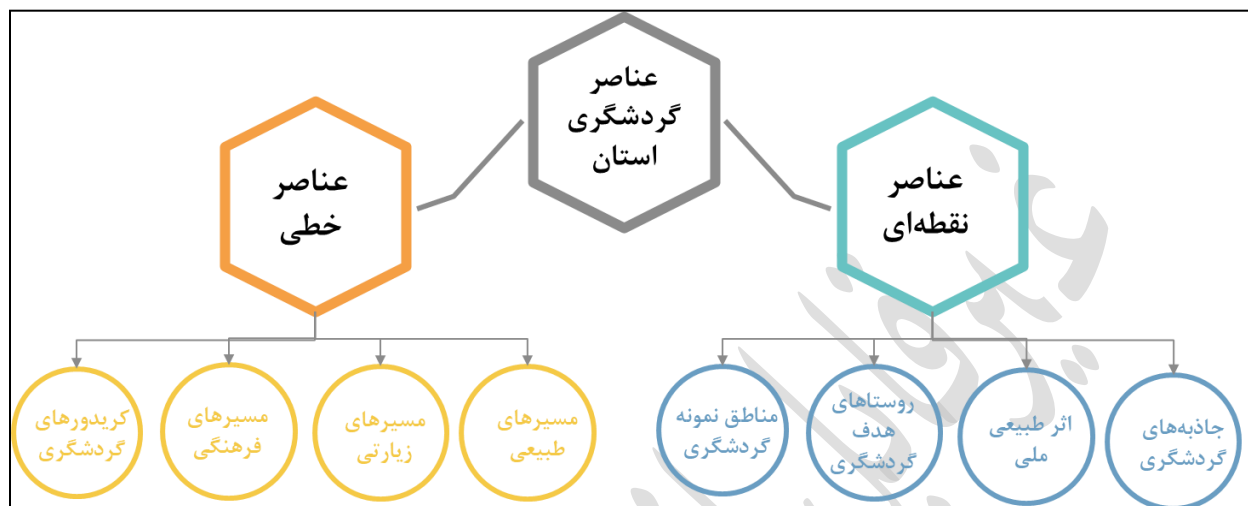 عناصر
گردشگری
استان
عناصر
نقطه‌ای
عناصر
خطی
جاذبه‌های
گردشگری
اثر طبیعی
ملی
روستاهای
هدف
گردشگری
مناطق نمونه
گردشگری
مسیرهای
طبیعی
مسیرهای
زیارتی
مسیرهای
فرهنگی
کریدورهای
گردشگری